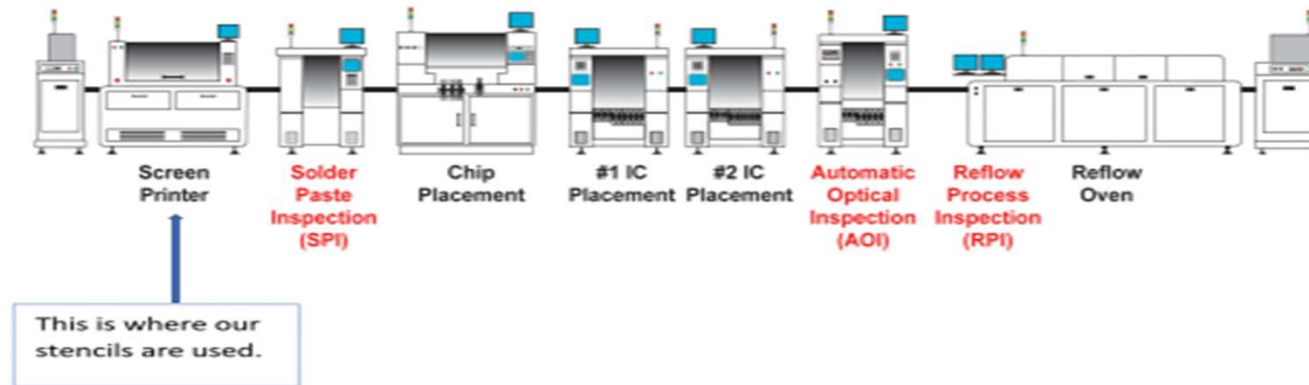 Screen
Printer
Solder
Paste
Inspection
(SPI)
Chip
Placement
#1 IC
Placement
#2 IC
Placement
Automatic
Optical
Inspection
(AOI)
Reflow
Process
Inspection
(RPI)
Reflow
Oven
This is where our
stencils are used.